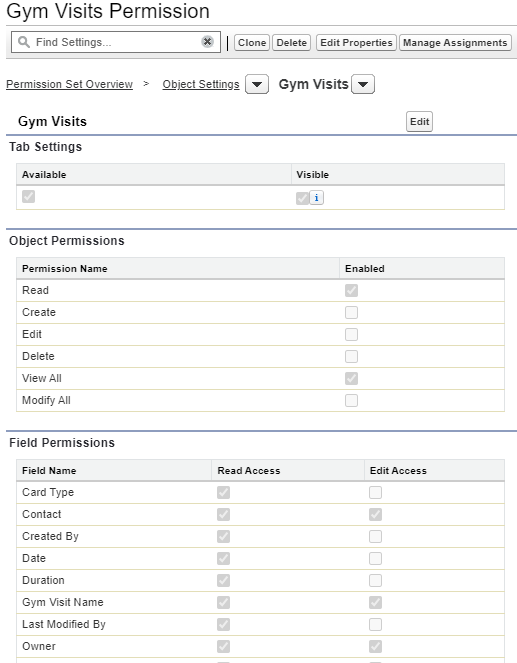 Gym Visits Permission
Find Settings...
Clone Delete Edit Properties Manage Assignments
Permission Set Overview > Object Settings Gym Visits
Gym Visits Edit
Tab Settings
Available Visible
i
Object Permissions
Permission Name Enabled
Read
Create
Edit
Delete
View All
Modify All
Field Permissions
Field Name Read Access Edit Access
Card Type
Contact
Created By
Date
Duration
Gym Visit Name
Last Modified By
Owner